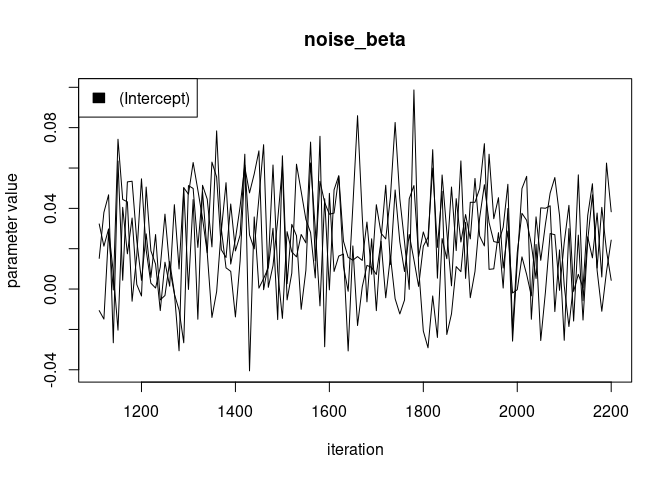 noise_beta
(Intercept)
parameter value
0.08
0.04
0.00
-0.04
1200 1400 1600 1800 2000 2200
iteration